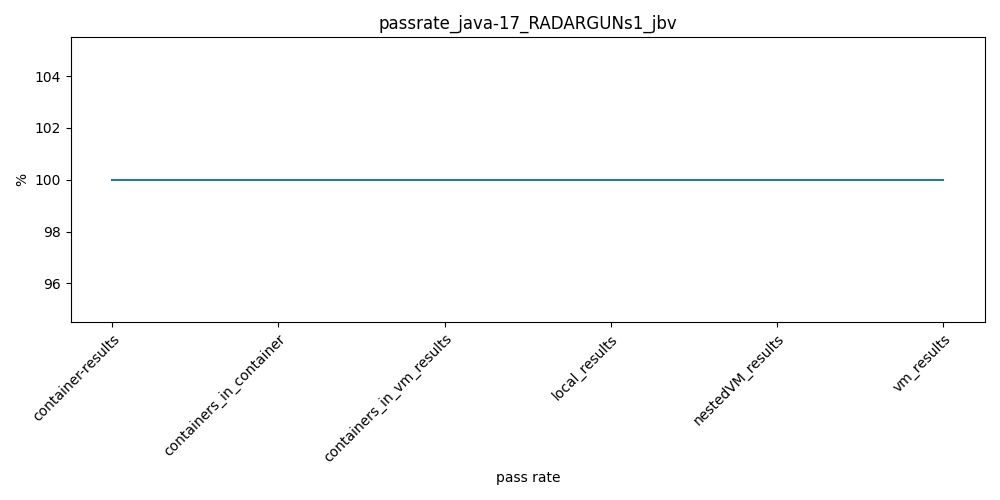 passrate_java-17_RADARGUNs1_jbv
104
102
100
98
96
%
container-results
containers_in_container
containers_in_vm_results
local_results
nestedVM_results
vm_results
pass rate